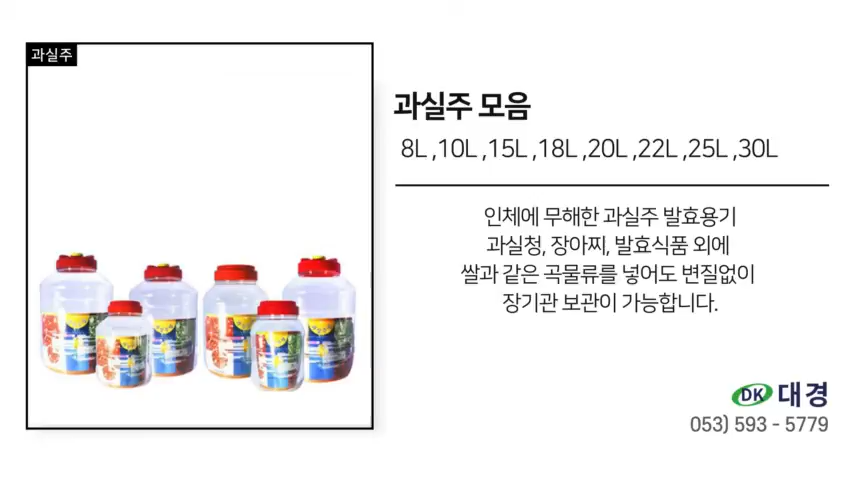 과실주
과실주 모음
8L ,10L ,15L ,18L ,20L ,22L ,25L ,30L
인체에 무해한 과실주 발효용기
과실청, 장아찌, 발효식품 외에
쌀과 같은 곡물류를 넣어도 변질없이
장기관 보관이 가능합니다.
DK 대경
053) 593 - 5779